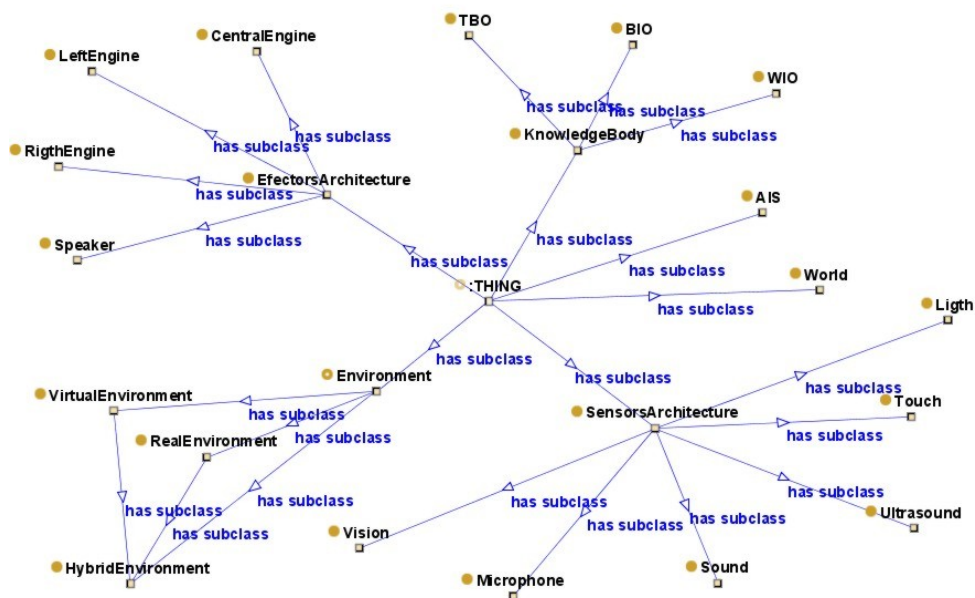 TBO
BIO
CentralEngine
LeftEngine
WIO
has subclass
has subclass
has subclass
KnowledgeBody
has subclass
has subclass
RigthEngine
EfectorsArchitecture
has subclass
AIS
Speaker
has subclass
has subclass
has subclass
has subclass
World
:THING
has subclass
Ligth
has subclass
Environment
has subclass
has subclass
VirtualEnvironment
Touch
has subclass
SensorsArchitecture
RealEnvironment
has subclass
has subclass
has subclass
has subclass
has subclass
has subclass
Ultrasound
has subclass
has subclass
has subclass
has subclass
Vision
HybridEnvironment
Microphone
Sound